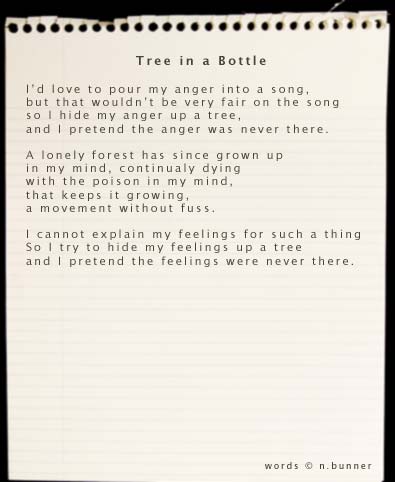 Tree in a Bottle
I'd love to pour my anger into a song,
but that wouldn't be very fair on the song
so I hide my anger up a tree,
and I pretend the anger was never there.
A lonely forest has since grown up
in my mind, continualy dying
with the poison in my mind,
that keeps it growing,
a movement without fuss.
I cannot explain my feelings for such a thing
So I try to hide my feelings up a tree
and I pretend the feelings were never there.
words © n.bunner